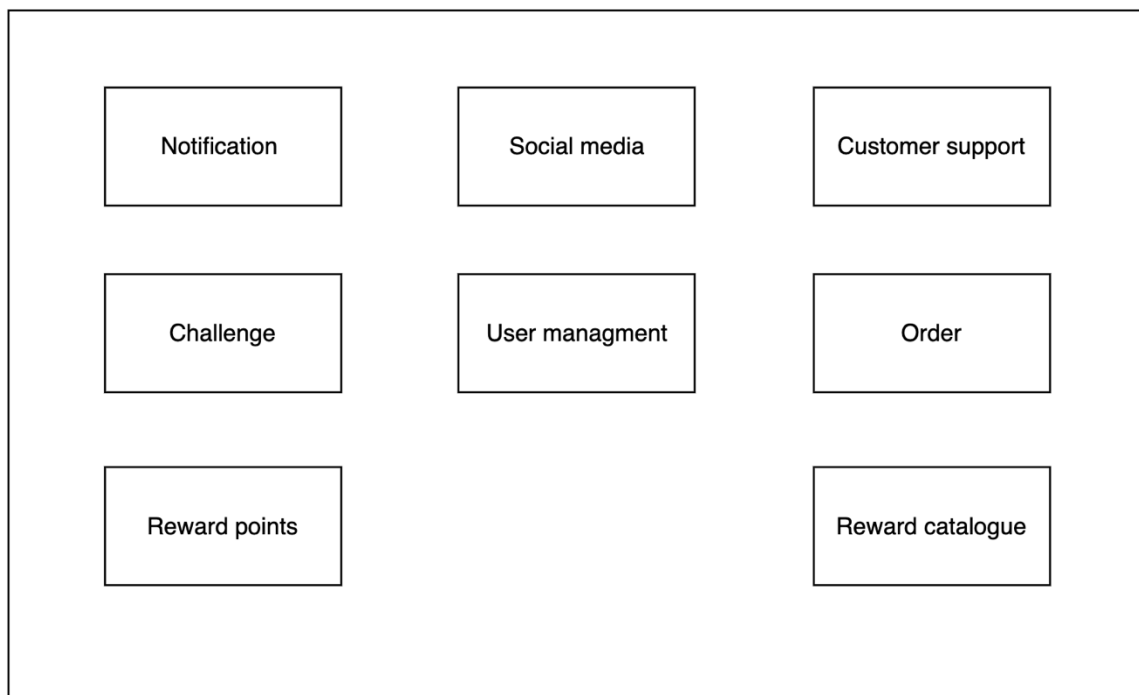 Notification
Social media
Customer support
Challenge
User managment
Order
Reward points
Reward catalogue